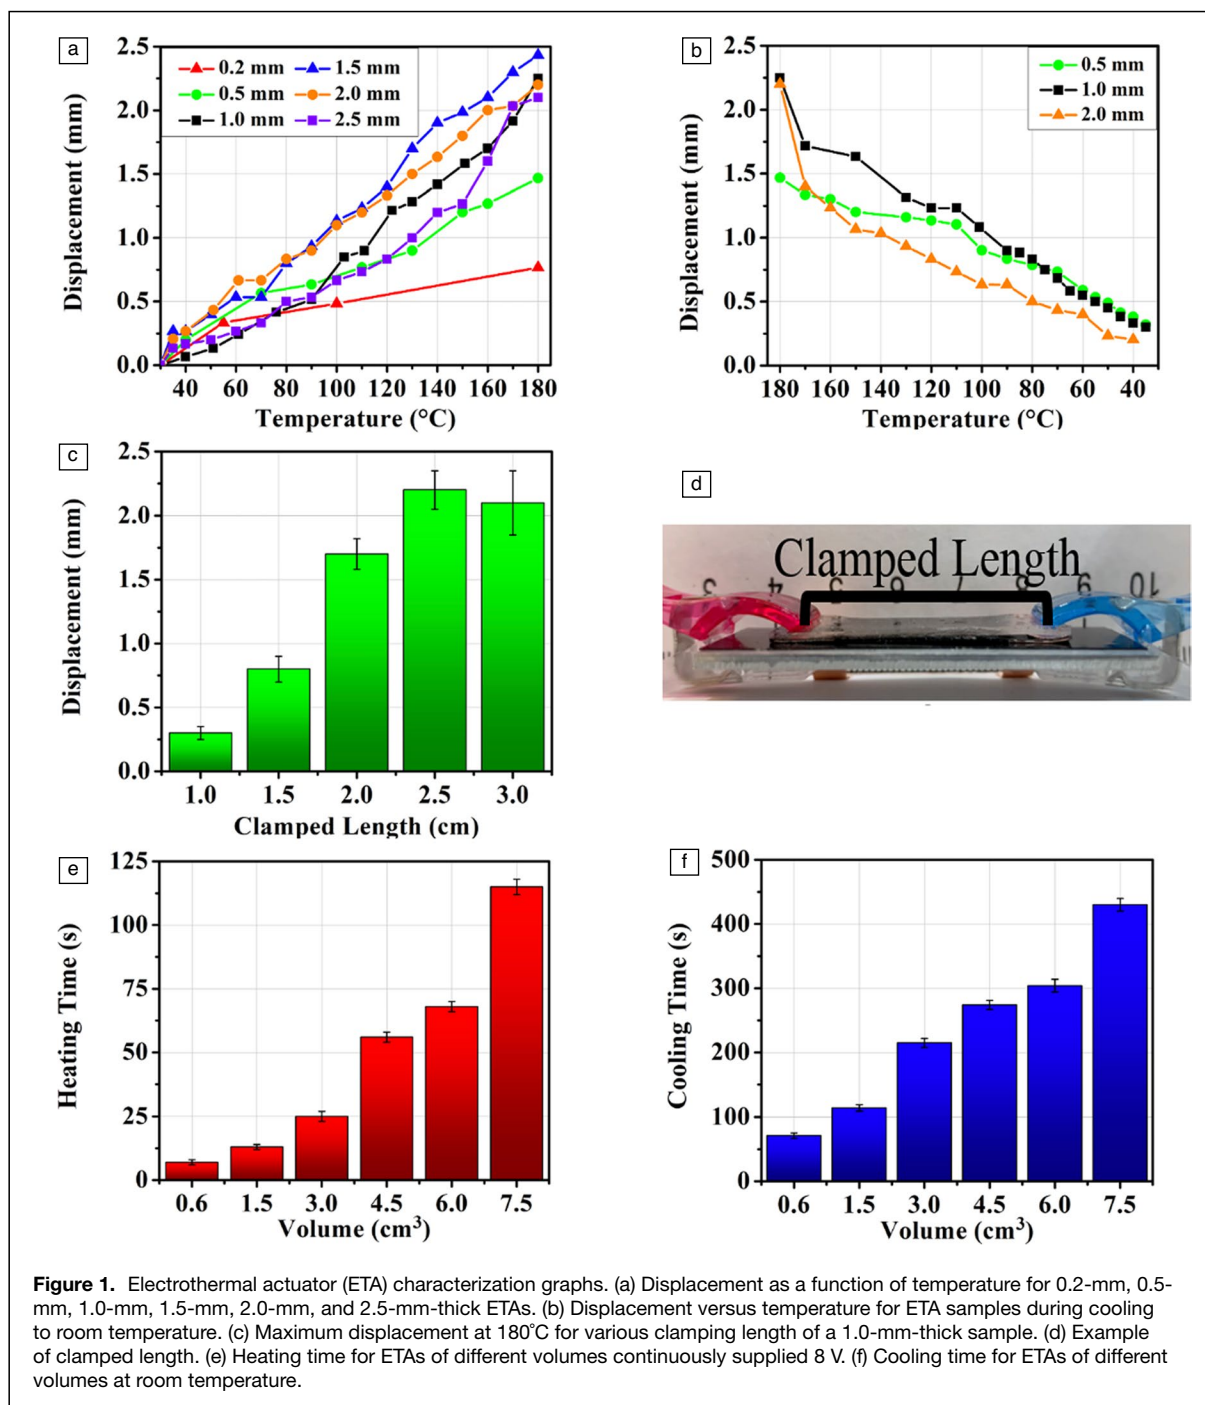 a
2.5
2.0
1.5
1.0
0.5
0.0
Displacement (mm)
0.2 mm 1.5 mm
0.5 mm 2.0 mm
1.0 mm 2.5 mm
40 60 80 100 120 140 160 180
Temperature (°C)
b
2.5
2.0
1.5
1.0
0.5
0.0
Displacement (mm)
0.5 mm
1.0 mm
2.0 mm
180 160 140 120 100 80 60 40
Temperature (°C)
c
2.5
2.0
1.5
1.0
0.5
0.0
Displacement (mm)
1.0 1.5 2.0 2.5 3.0
Clamped Length (cm)
d
Clamped Length
3 4 5 6 7 8 9 10
e
125
100
75
50
25
0
Heating Time (s)
0.6 1.5 3.0 4.5 6.0 7.5
Volume (cm³)
f
500
400
300
200
100
0
Cooling Time (s)
0.6 1.5 3.0 4.5 6.0 7.5
Volume (cm³)
Figure 1. Electrothermal actuator (ETA) characterization graphs. (a) Displacement as a function of temperature for 0.2-mm, 0.5-
mm, 1.0-mm, 1.5-mm, 2.0-mm, and 2.5-mm-thick ETAs. (b) Displacement versus temperature for ETA samples during cooling
to room temperature. (c) Maximum displacement at 180°C for various clamping length of a 1.0-mm-thick sample. (d) Example
of clamped length. (e) Heating time for ETAs of different volumes continuously supplied 8 V. (f) Cooling time for ETAs of different
volumes at room temperature.